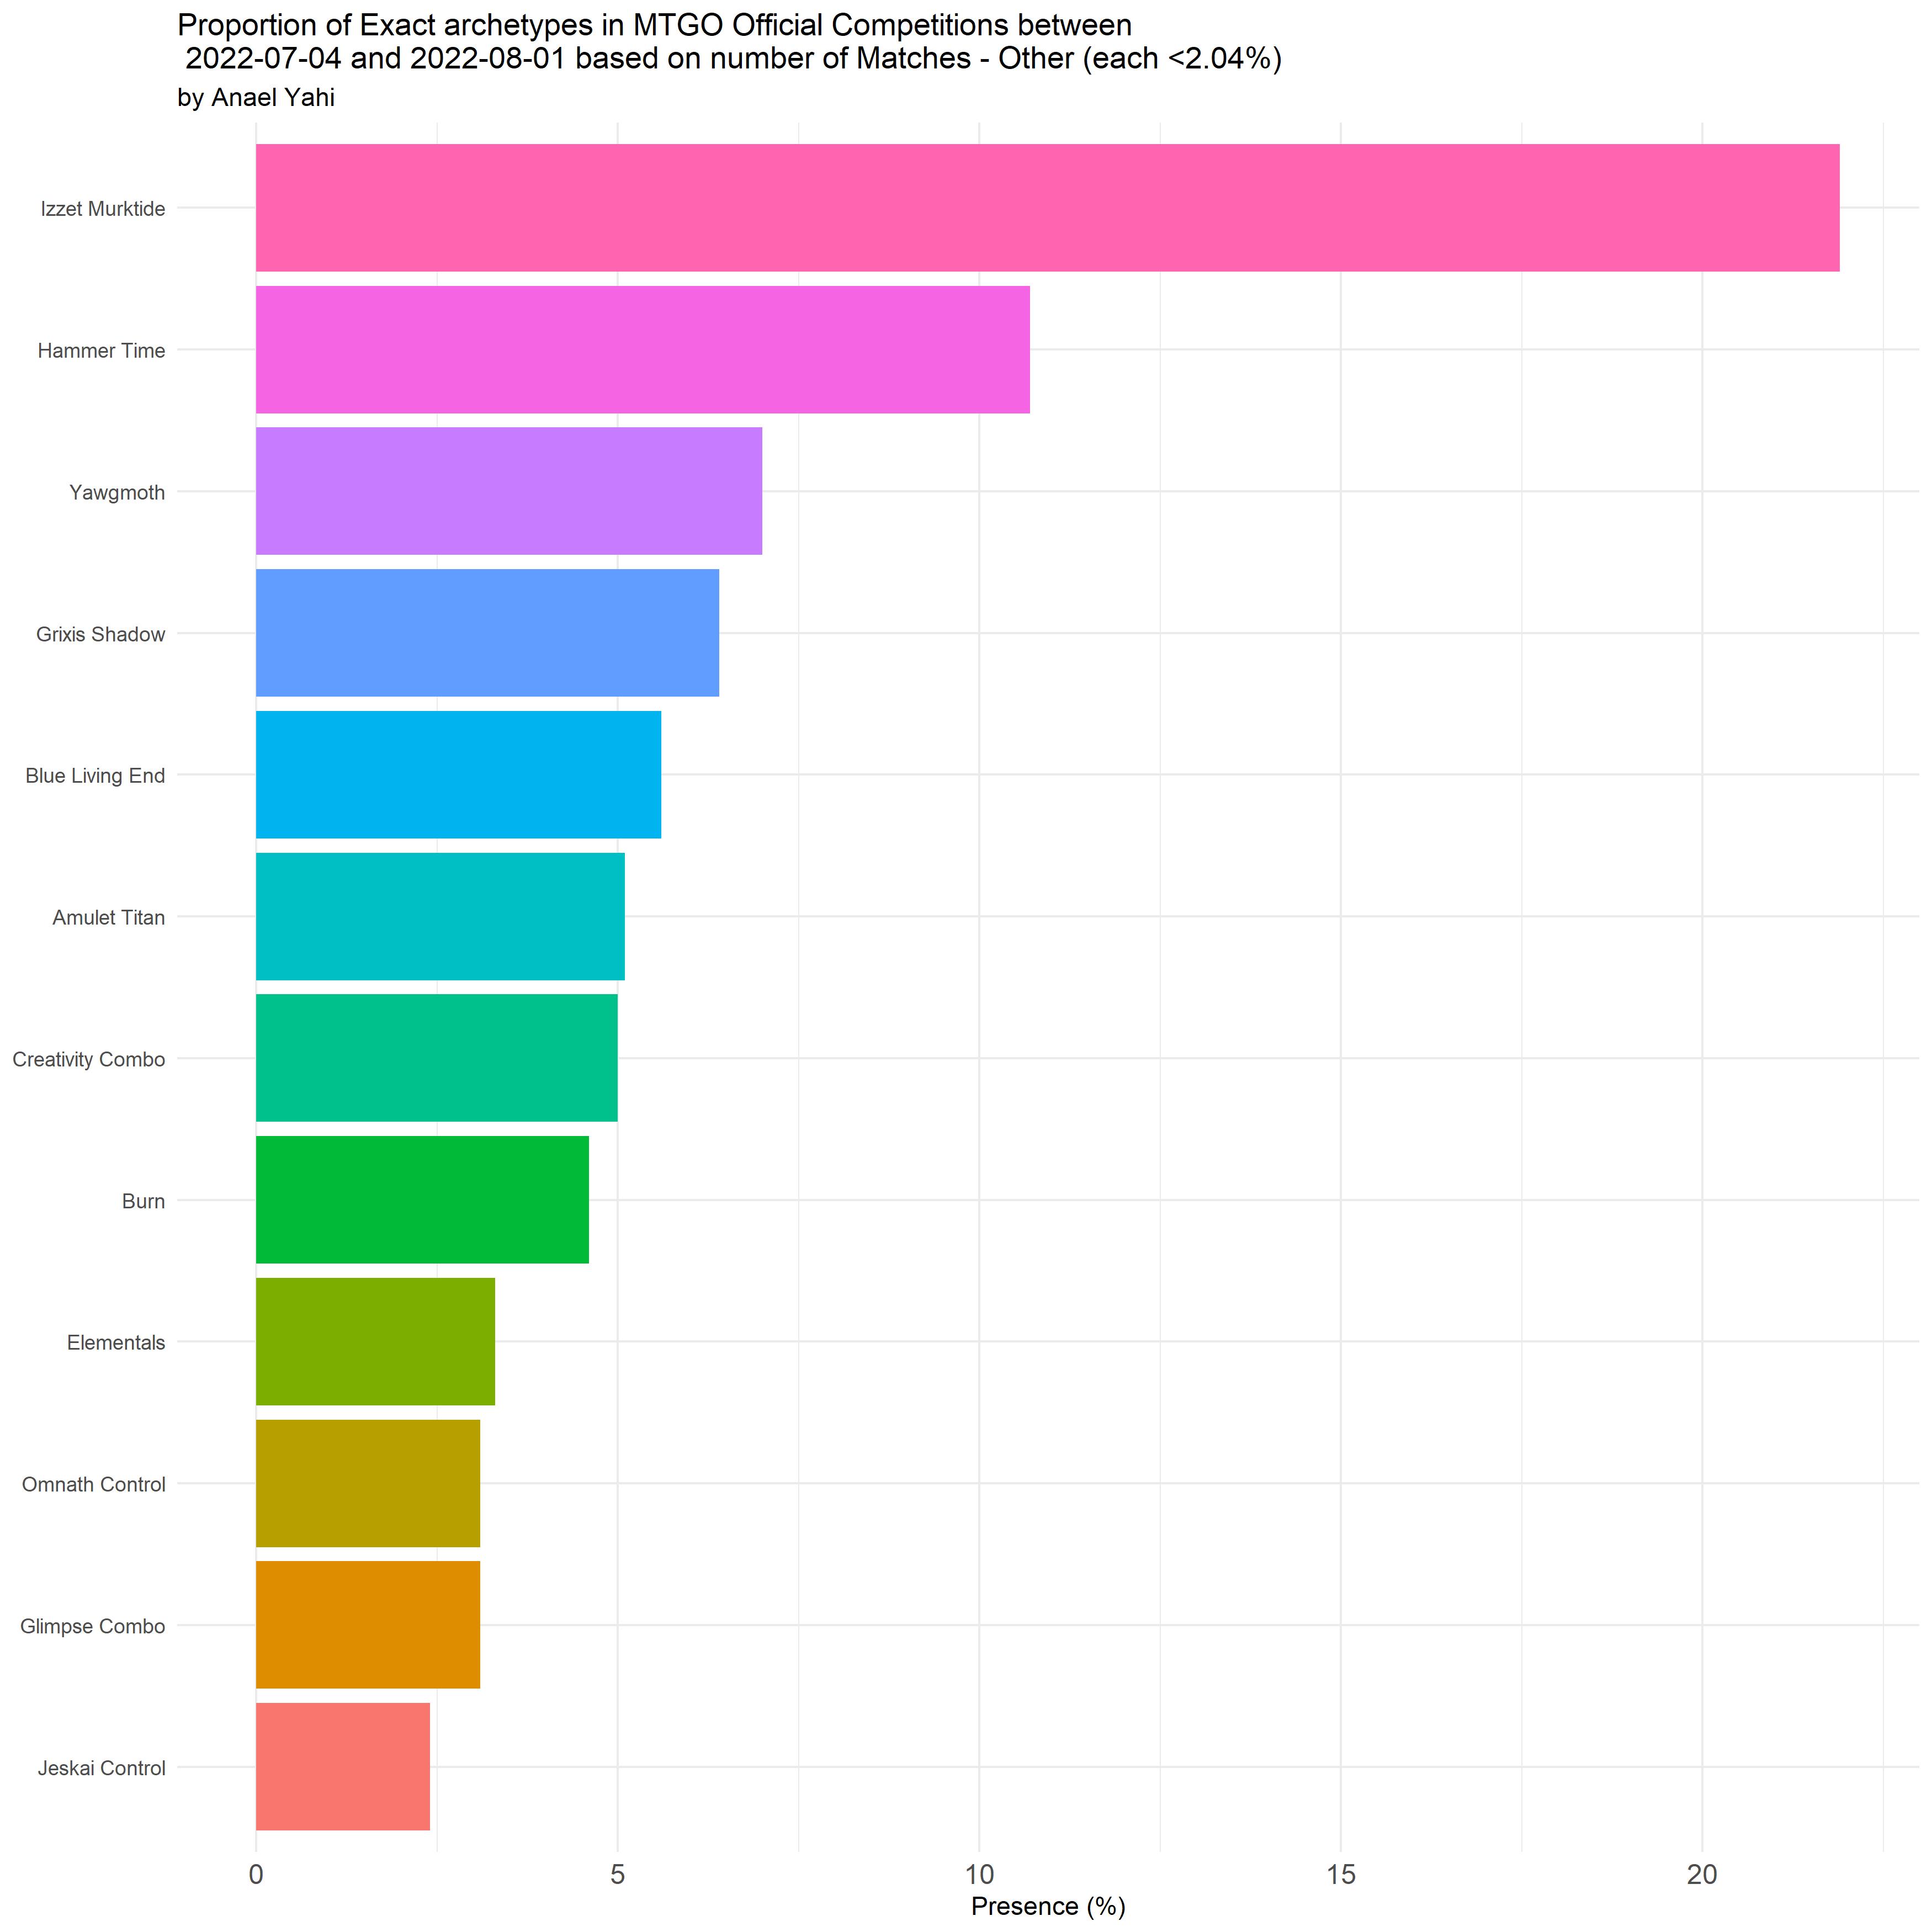 Proportion of Exact archetypes in MTGO Official Competitions between
2022-07-04 and 2022-08-01 based on number of Matches - Other (each <2.04%)
by Anael Yahi
Izzet Murktide
Hammer Time
Yawgmoth
Grixis Shadow
Blue Living End
Amulet Titan
Creativity Combo
Burn
Elementals
Omnath Control
Glimpse Combo
Jeskai Control
0 5 10 15 20
Presence (%)